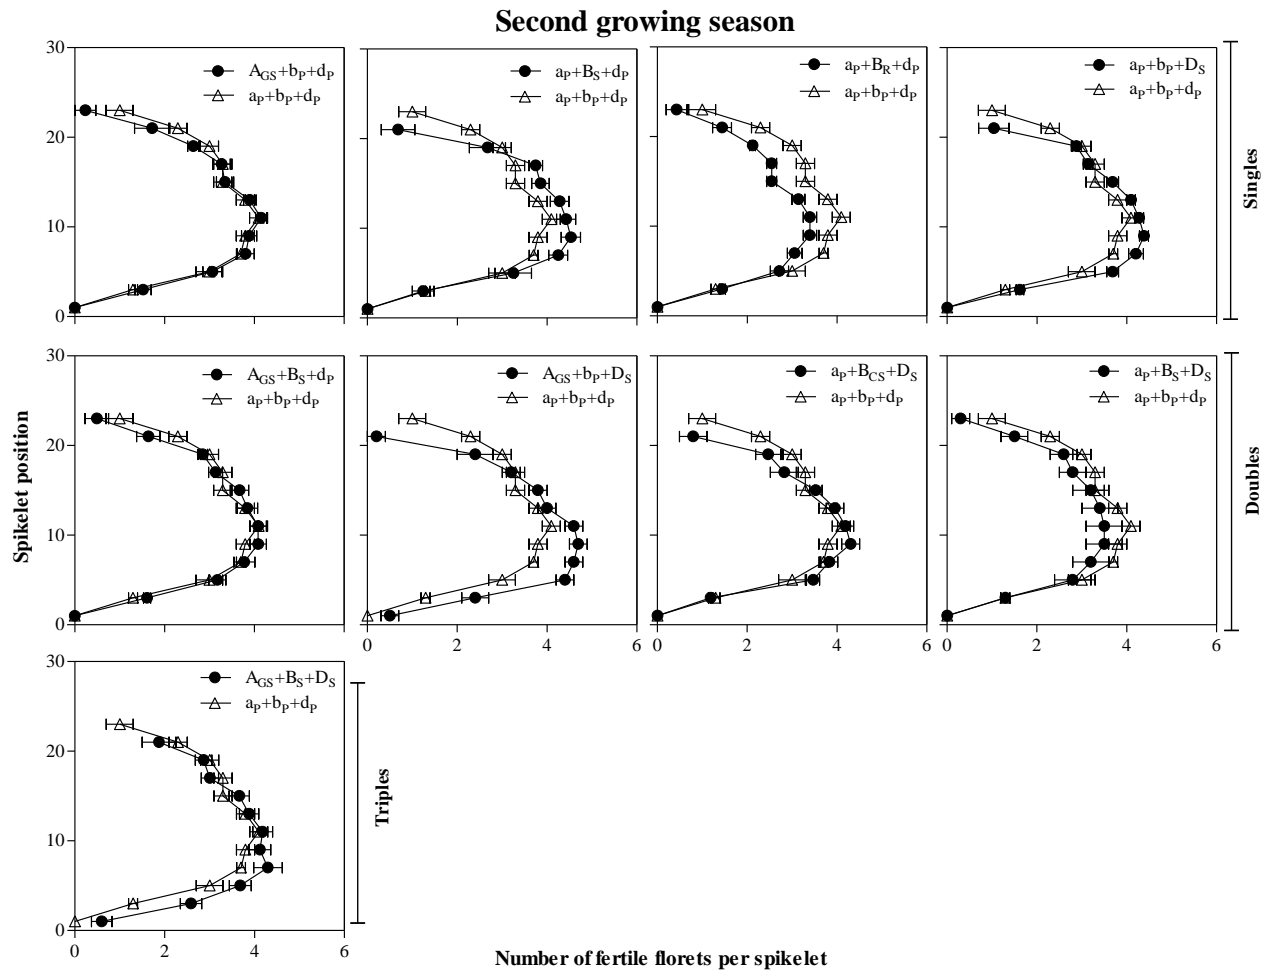 Second growing season
30
20
10
0
A_GS+b_P+d_P
a_P+b_P+d_P
a_P+B_S+d_P
a_P+b_P+d_P
a_P+B_R+d_P
a_P+b_P+d_P
a_P+b_P+D_S
a_P+b_P+d_P
Singles
Spikelet position
30
20
10
0
A_GS+B_S+d_P
a_P+b_P+d_P
A_GS+b_P+D_S
a_P+b_P+d_P
0 2 4 6
a_P+B_CS+D_S
a_P+b_P+d_P
0 2 4 6
a_P+B_S+D_S
a_P+b_P+d_P
0 2 4 6
Doubles
30
20
10
0
A_GS+B_S+D_S
a_P+b_P+d_P
0 2 4 6
Triples
Number of fertile florets per spikelet